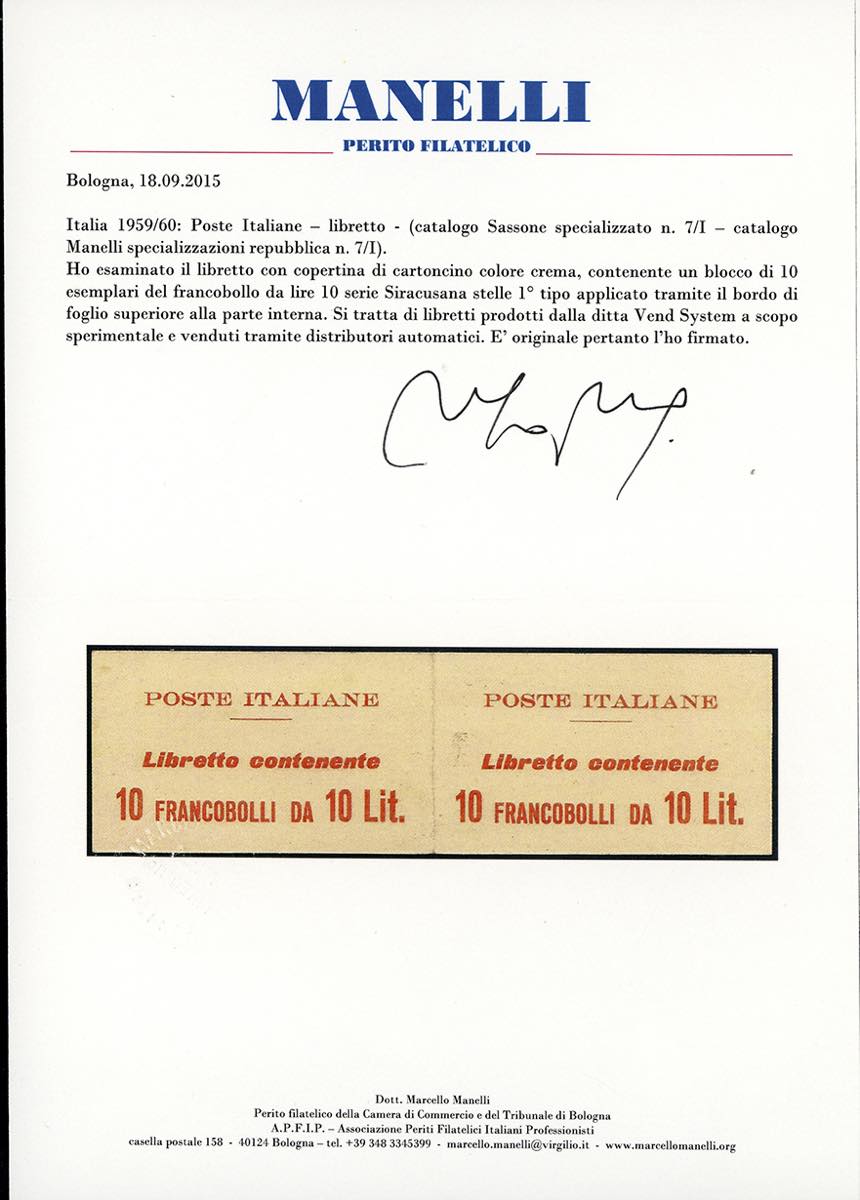 MANELLI
PERITO FILATELICO
Bologna, 18.09.2015
Italia 1959/60: Poste Italiane – libretto - (catalogo Sassone specializzato n. 7/I – catalogo
Manelli specializzazioni repubblica n. 7/I).
Ho esaminato il libretto con copertina di cartoncino colore crema, contenente un blocco di 10
esemplari del francobollo da lire 10 serie Siracusana stelle 1° tipo applicato tramite il bordo di
foglio superiore alla parte interna. Si tratta di libretti prodotti dalla ditta Vend System a scopo
sperimentale e venduti tramite distributori automatici. E' originale pertanto l'ho firmato.
POSTE ITALIANE
Libretto contenente
10 FRANCOBOLLI DA 10 Lit.
POSTE ITALIANE
Libretto contenente
10 FRANCOBOLLI DA 10 Lit.
Dott. Marcello Manelli
Perito filatelico della Camera di Commercio e del Tribunale di Bologna
A.P.F.I.P. – Associazione Periti Filatelici Italiani Professionisti
casella postale 158 - 40124 Bologna – tel. +39 348 3345399 - marcello.manelli@virgilio.it - www.marcellomanelli.org